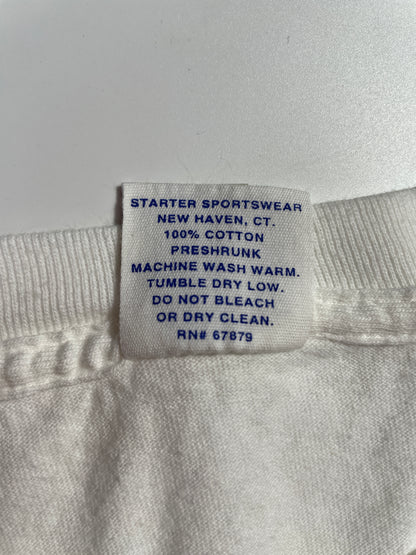 STARTER SPORTSWEAR
NEW HAVEN, CT.
100% COTTON
PRESHRUNK
MACHINE WASH WARM.
TUMBLE DRY LOW.
DO NOT BLEACH
OR DRY CLEAN.
RN# 67879